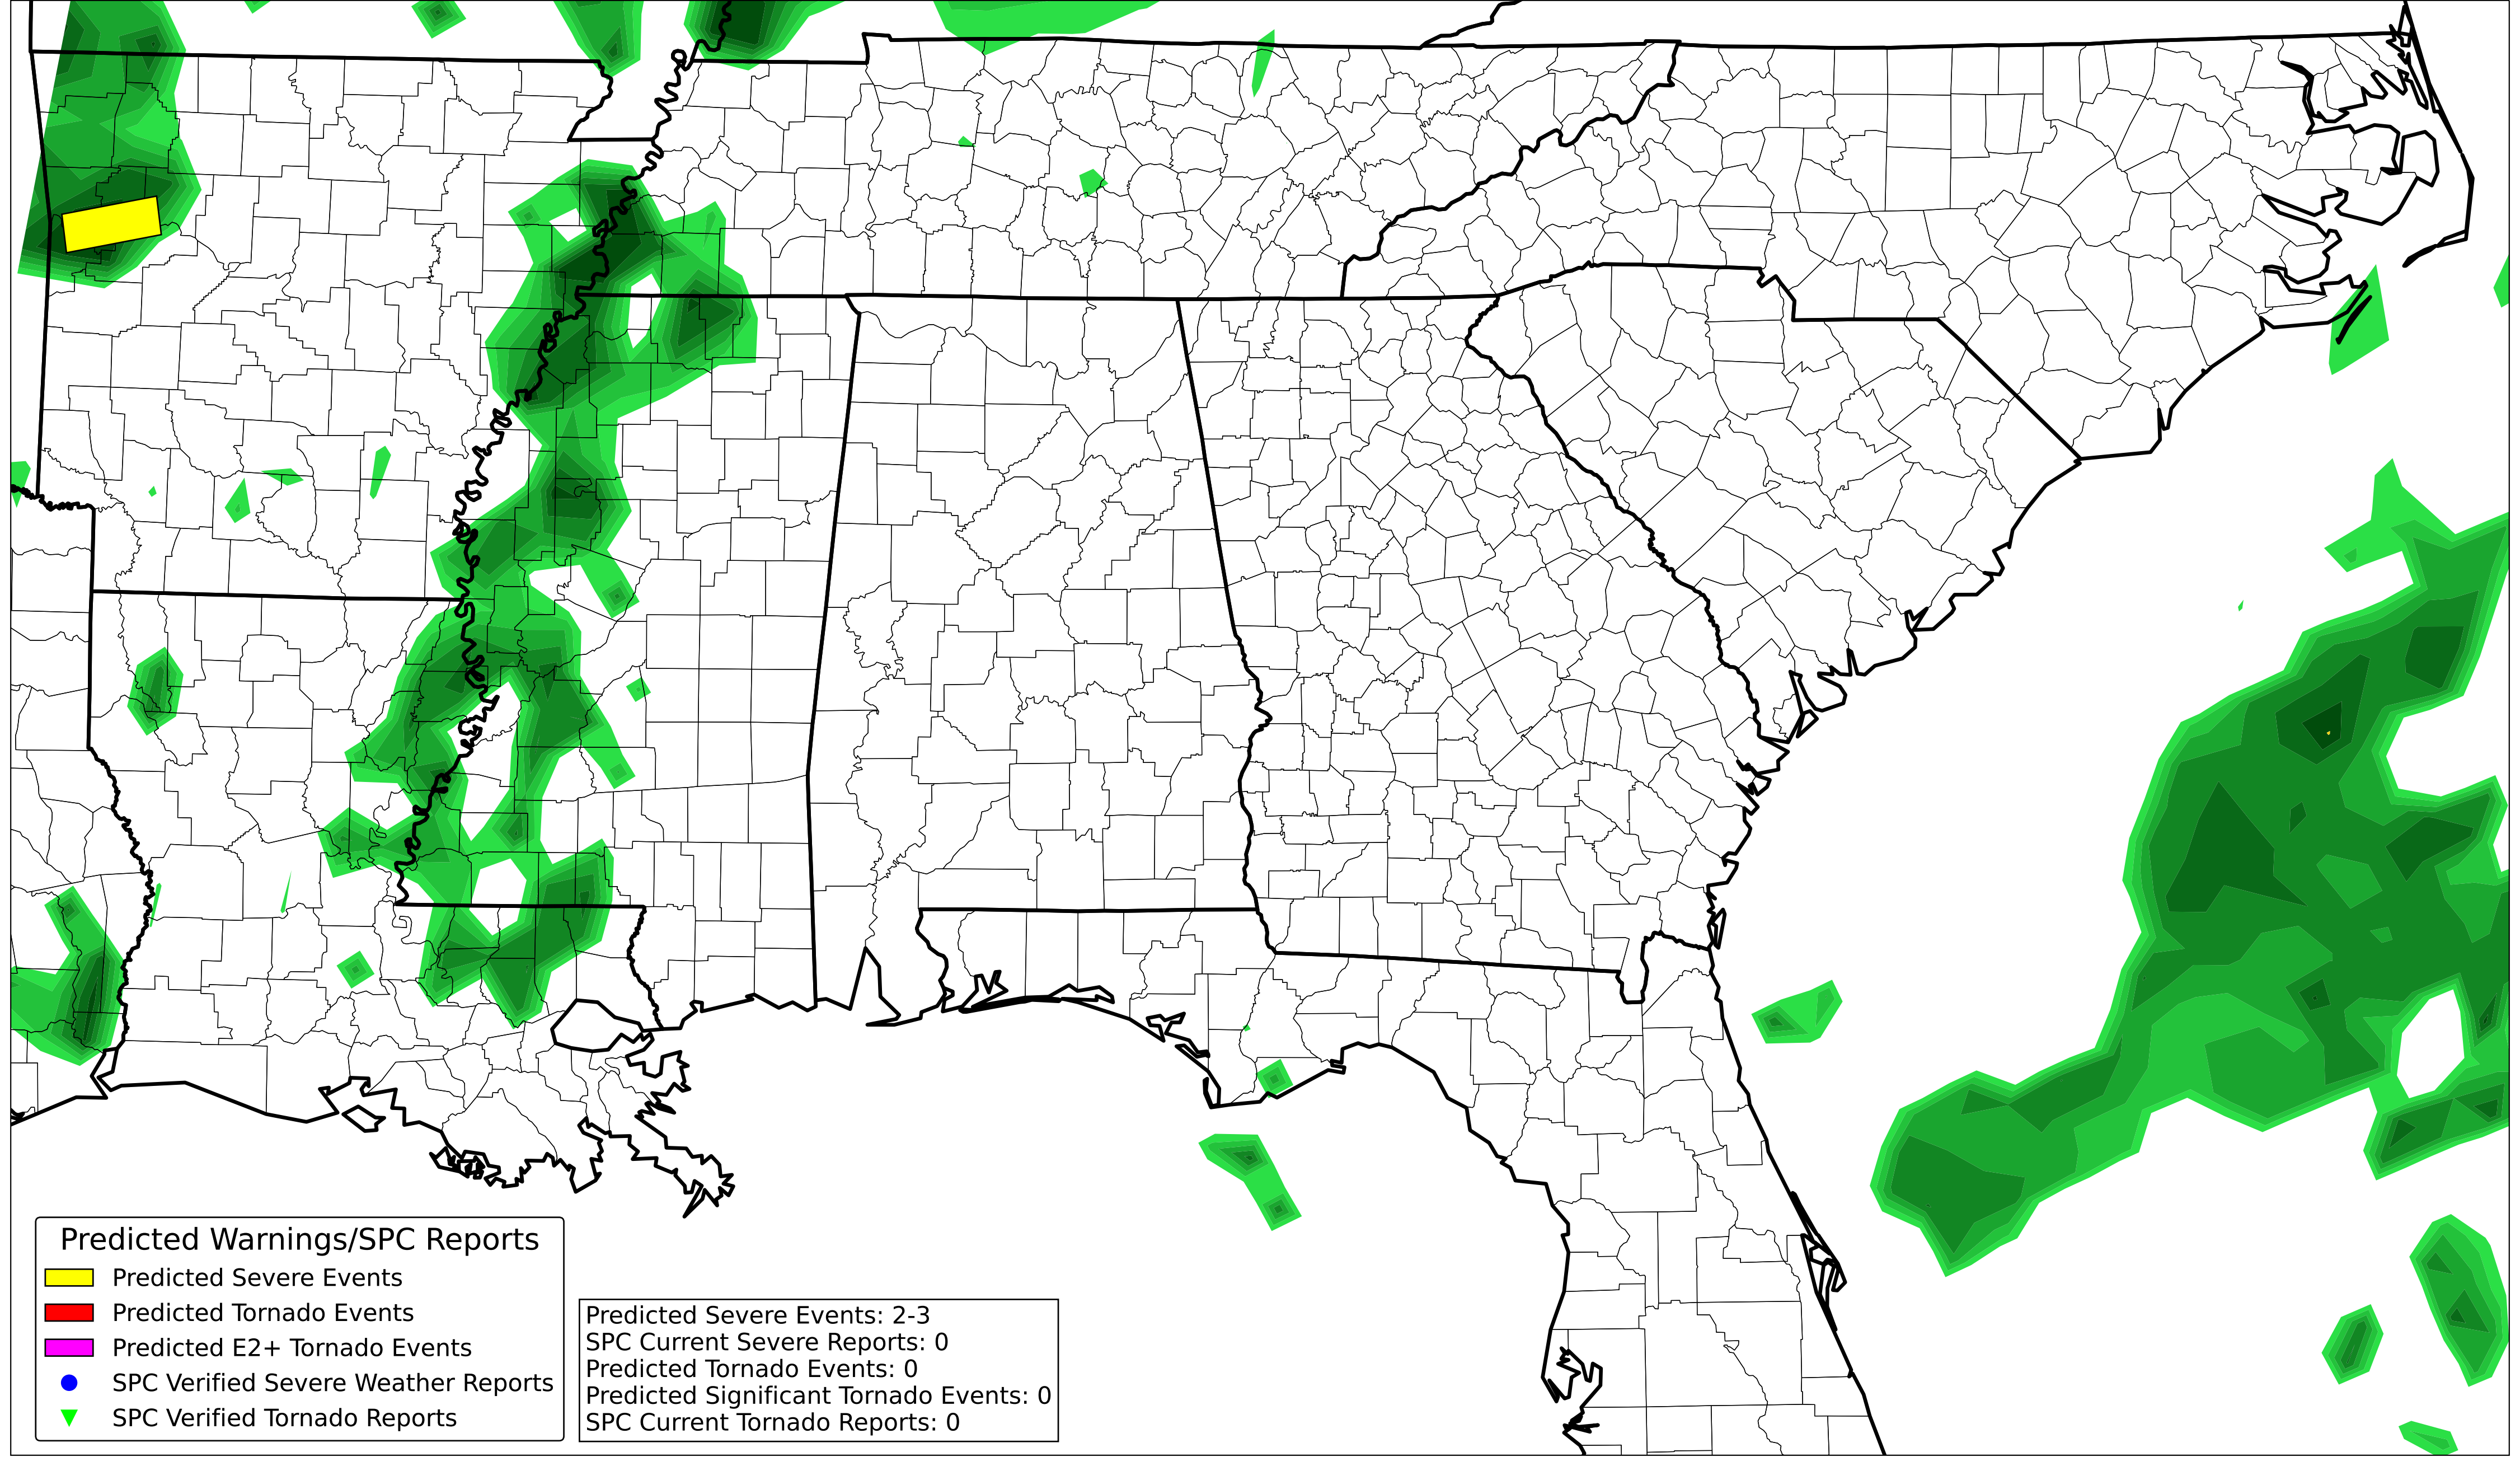 Predicted Warnings/SPC Reports
Predicted Severe Events
Predicted Tornado Events
Predicted E2+ Tornado Events
SPC Verified Severe Weather Reports
SPC Verified Tornado Reports
Predicted Severe Events: 2-3
SPC Current Severe Reports: 0
Predicted Tornado Events: 0
Predicted Significant Tornado Events: 0
SPC Current Tornado Reports: 0